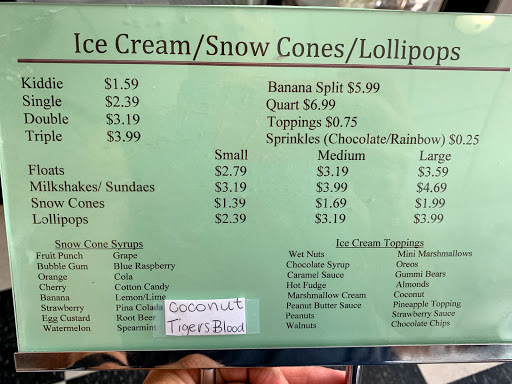 Ice Cream/Snow Cones/Lollipops
Kiddie $1.59
Single $2.39
Double $3.19
Triple $3.99
Banana Split $5.99
Quart $6.99
Toppings $0.75
Sprinkles (Chocolate/Rainbow) $0.25
Small Medium Large
Floats $2.79 $3.19 $3.59
Milkshakes/ Sundaes $3.19 $3.99 $4.69
Snow Cones $1.39 $1.69 $1.99
Lollipops $2.39 $3.19 $3.99
Snow Cone Syrups
Fruit Punch Grape
Bubble Gum Blue Raspberry
Orange Cola
Cherry Cotton Candy
Banana Lemon/Lime
Strawberry Pina Colada
Egg Custard Root Beer
Watermelon Spearmint
Coconut
Tigers Blood
Ice Cream Toppings
Wet Nuts Mini Marshmallows
Chocolate Syrup Oreos
Caramel Sauce Gummi Bears
Hot Fudge Almonds
Marshmallow Cream Coconut
Peanut Butter Sauce Pineapple Topping
Peanuts Strawberry Sauce
Walnuts Chocolate Chips